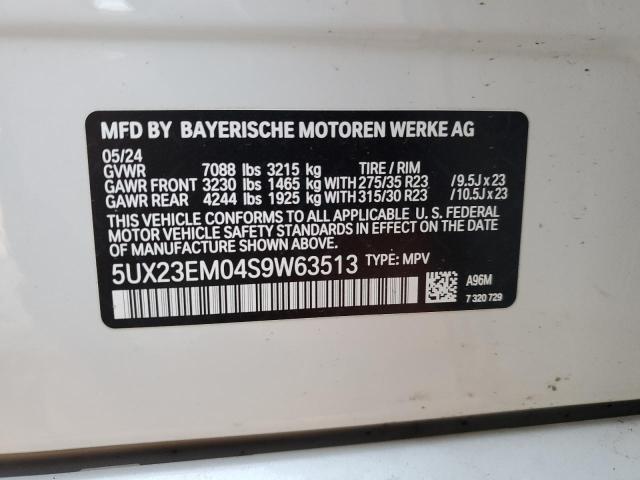 MFD BY BAYERISCHE MOTOREN WERKE AG
05/24
GVWR 7088 lbs 3215 kg TIRE / RIM
GAWR FRONT 3230 lbs 1465 kg WITH 275/35 R23 /9.5J x 23
GAWR REAR 4244 lbs 1925 kg WITH 315/30 R23 /10.5J x 23
THIS VEHICLE CONFORMS TO ALL APPLICABLE U. S. FEDERAL
MOTOR VEHICLE SAFETY STANDARDS IN EFFECT ON THE DATE OF
MANUFACTURE SHOWN ABOVE.
5UX23EM04S9W63513 TYPE: MPV
A96M
7 320 729